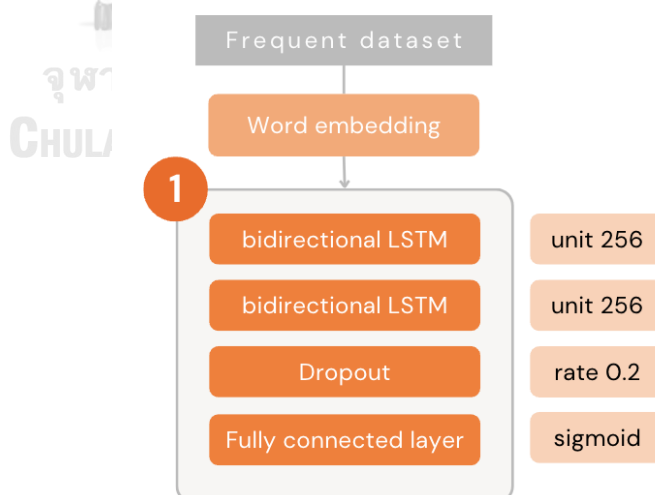 Frequent dataset
จุฬา
CHULA
Word embedding
1
bidirectional LSTM
unit 256
bidirectional LSTM
unit 256
Dropout
rate 0.2
Fully connected layer
sigmoid